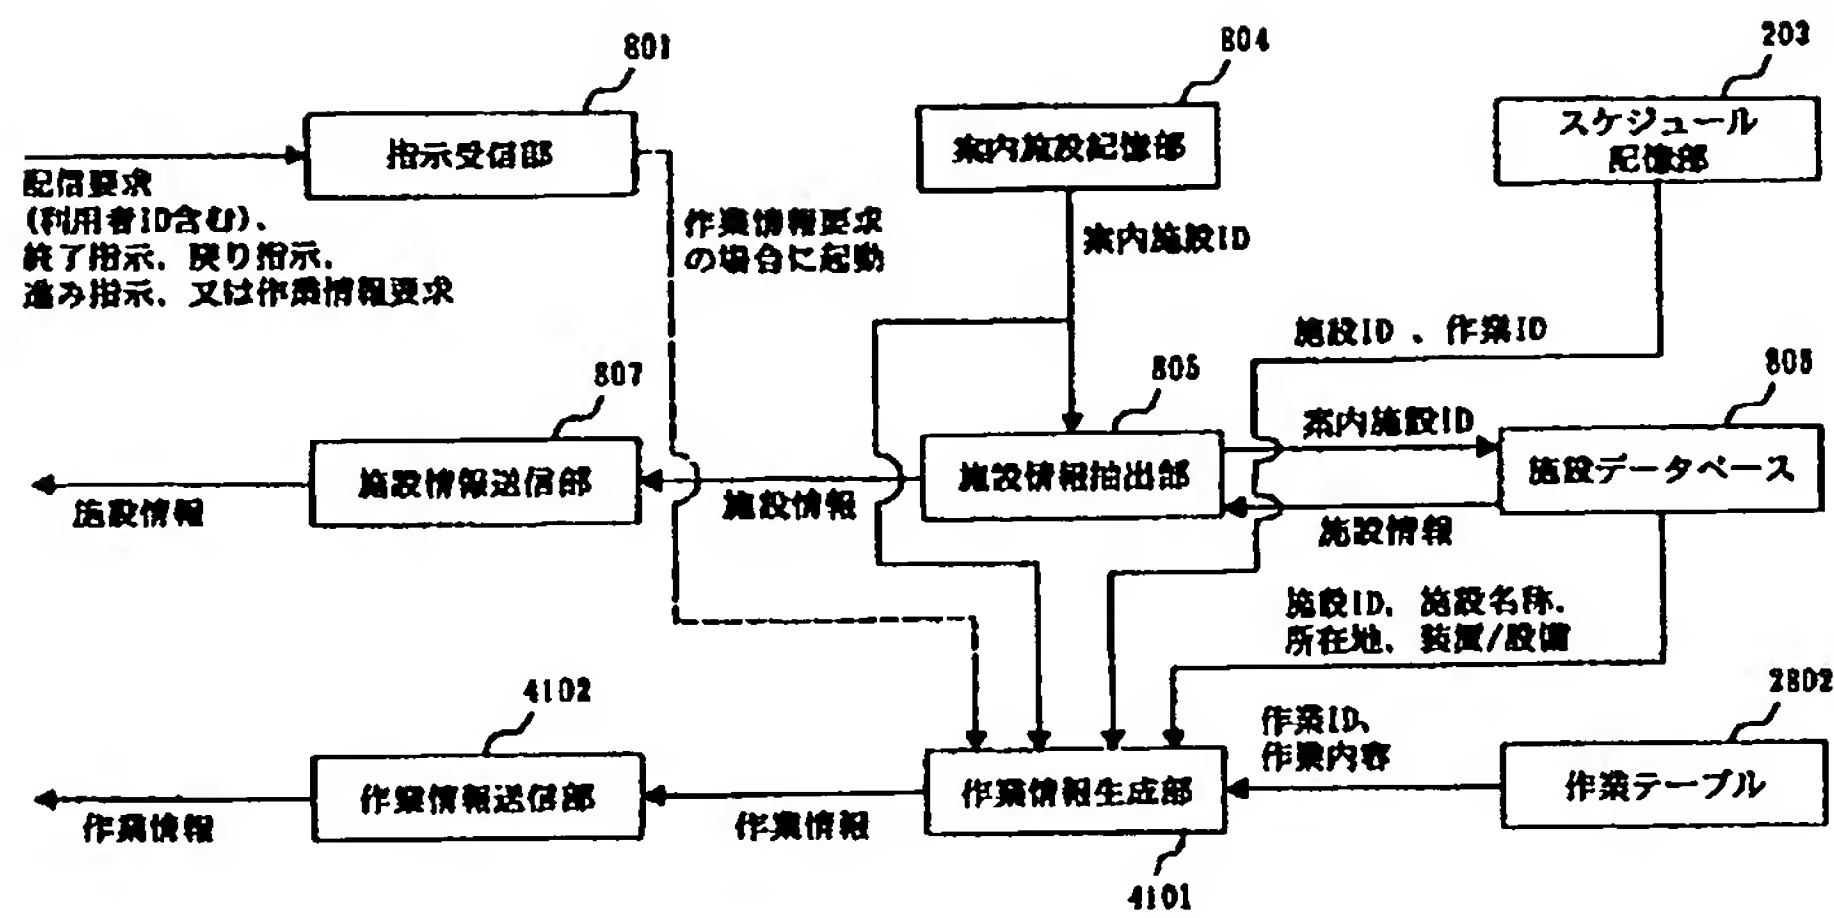 801
804
203
指示受信部
案内施設記憶部
スケジュール
記憶部
配信要求
(利用者ID含む)、
終了指示、戻り指示、
進み指示、又は作業情報要求
作業情報要求
の場合に起動
案内施設ID
施設ID 、作業ID
807
805
808
施設情報送信部
施設情報抽出部
施設データベース
案内施設ID
施設情報
施設情報
施設情報
施設ID、施設名称、
所在地、装置/設備
4102
2802
作業ID、
作業内容
作業情報送信部
作業情報生成部
作業テーブル
作業情報
作業情報
4101